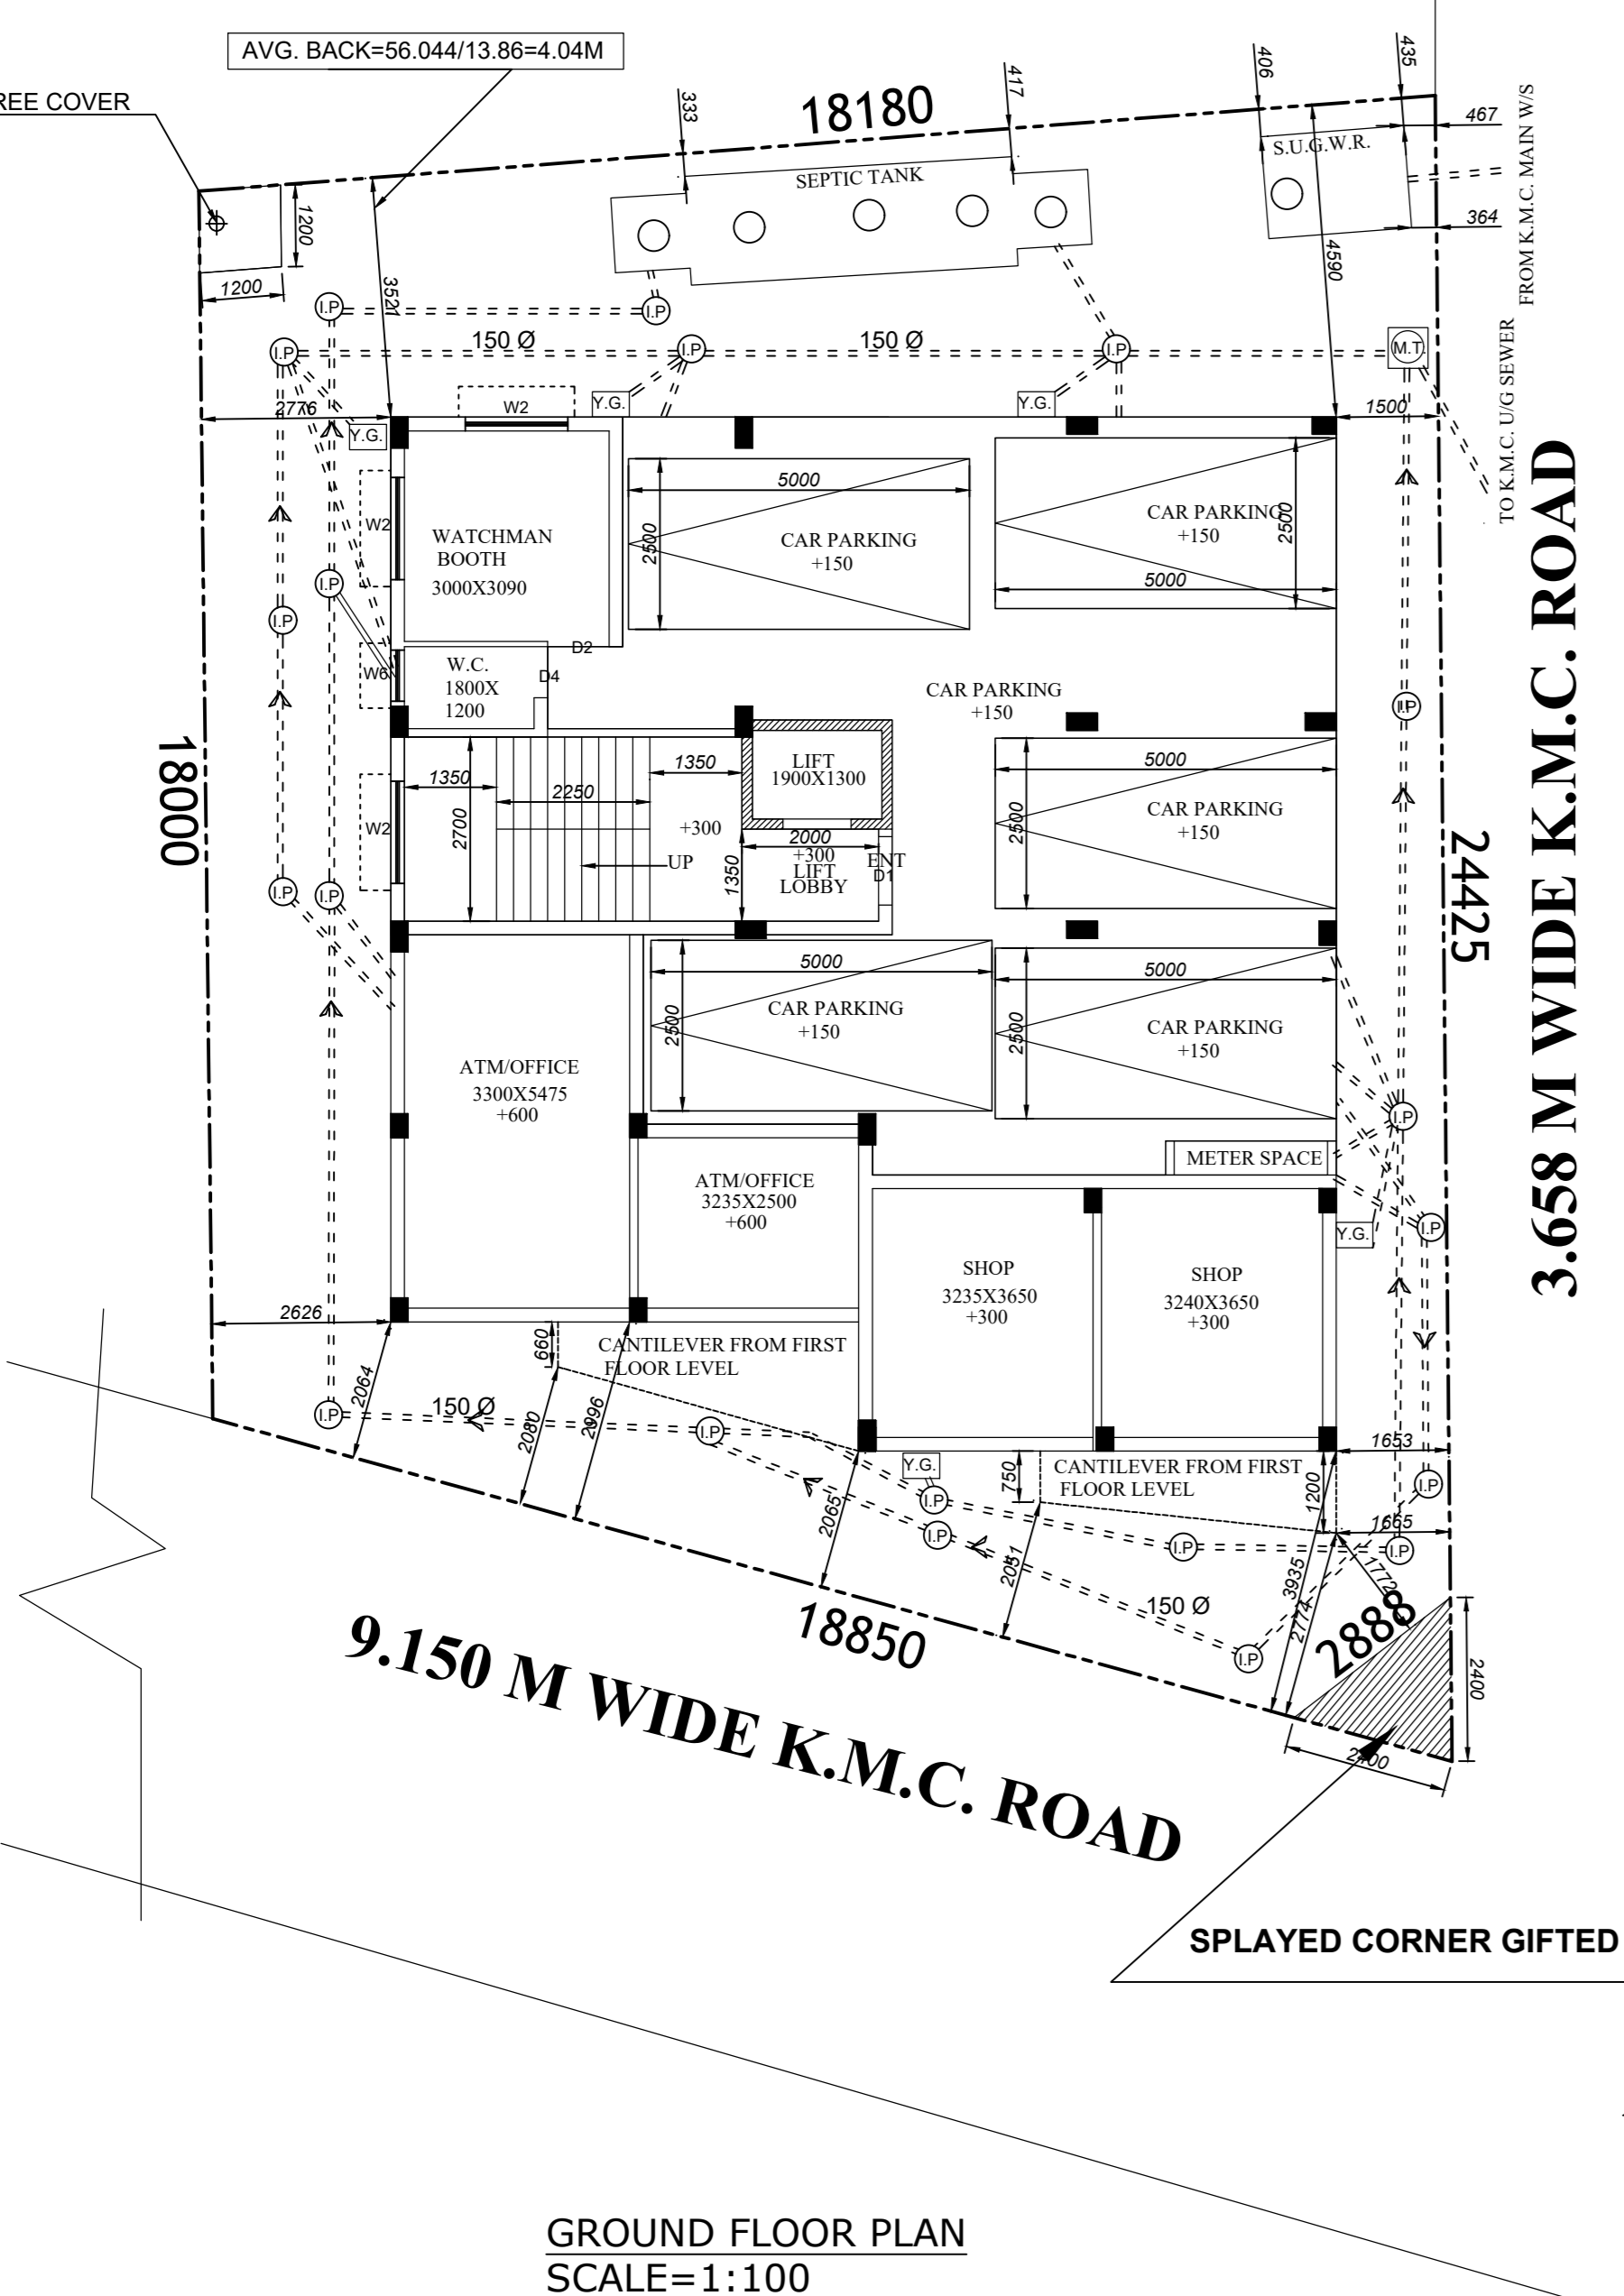 AVG. BACK=56.044/13.86=4.04M
REE COVER
333
18180
417
406
435
467
FROM K.M.C. MAIN W/S
S.U.G.W.R.
SEPTIC TANK
364
1200
1200
3521
4590
I.P
I.P
TO K.M.C. U/G SEWER
I.P
150 Ø
I.P
150 Ø
I.P
M.T.
2776
W2
Y.G.
Y.G.
1500
Y.G.
5000
2500
CAR PARKING
+150
CAR PARKING
+150
2500
5000
W2
WATCHMAN
BOOTH
3000X3090
I.P
I.P
D2
W6
W.C.
1800X
1200
D4
CAR PARKING
+150
I.P
3.658 M WIDE K.M.C. ROAD
18000
1350
2250
1350
LIFT
1900X1300
5000
2700
W2
+300
2000
+300
LIFT
LOBBY
ENT
D1
UP
1350
2500
CAR PARKING
+150
24425
I.P
I.P
5000
2500
CAR PARKING
+150
5000
2500
CAR PARKING
+150
ATM/OFFICE
3300X5475
+600
I.P
METER SPACE
ATM/OFFICE
3235X2500
+600
Y.G.
I.P
SHOP
3235X3650
+300
SHOP
3240X3650
+300
2626
660
CANTILEVER FROM FIRST
FLOOR LEVEL
2064
2080
2996
I.P
150 Ø
I.P
1653
Y.G.
750
CANTILEVER FROM FIRST
FLOOR LEVEL
1200
I.P
I.P
2065
1665
I.P
I.P
I.P
2051
3935
2774
1772
150 Ø
2888
I.P
18850
2400
2400
9.150 M WIDE K.M.C. ROAD
SPLAYED CORNER GIFTED
GROUND FLOOR PLAN
SCALE=1:100